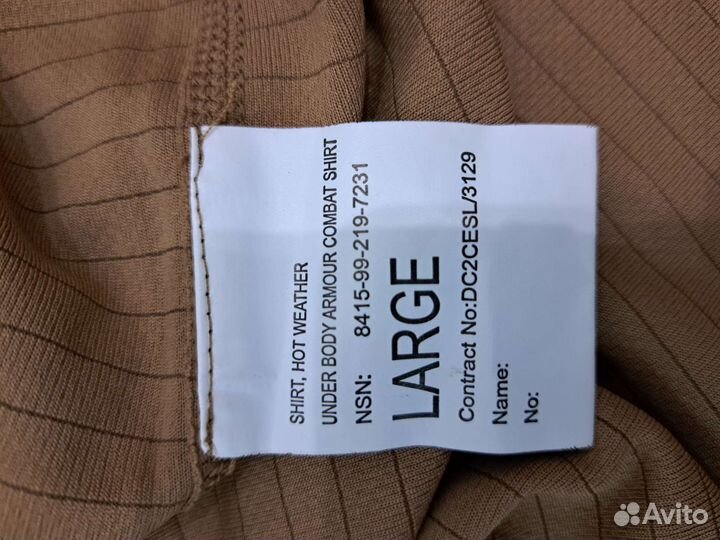 SHIRT, HOT WEATHER
UNDER BODY ARMOUR COMBAT SHIRT
NSN: 8415-99-219-7231
LARGE
Contract No:DC2CESL/3129
Name:
No:
Avito